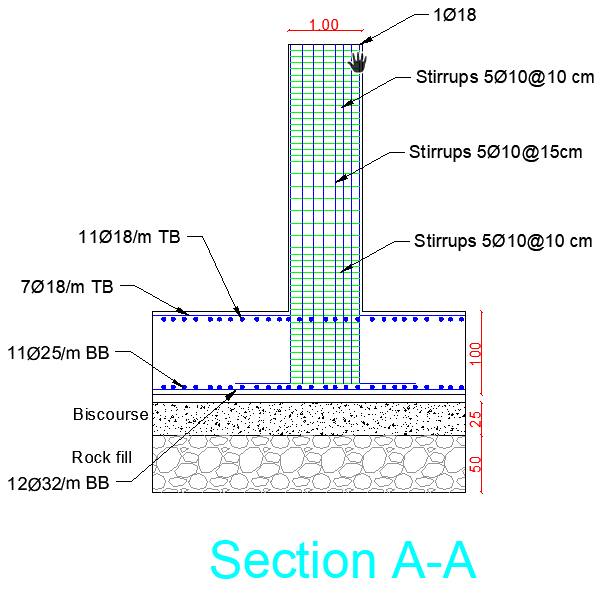 1.00
1Ø18
Stirrups 5Ø10@10 cm
Stirrups 5Ø10@15cm
11Ø18/m TB
Stirrups 5Ø10@10 cm
7Ø18/m TB
11Ø25/m BB
100
Biscourse
25
Rock fill
50
12Ø32/m BB
Section A-A